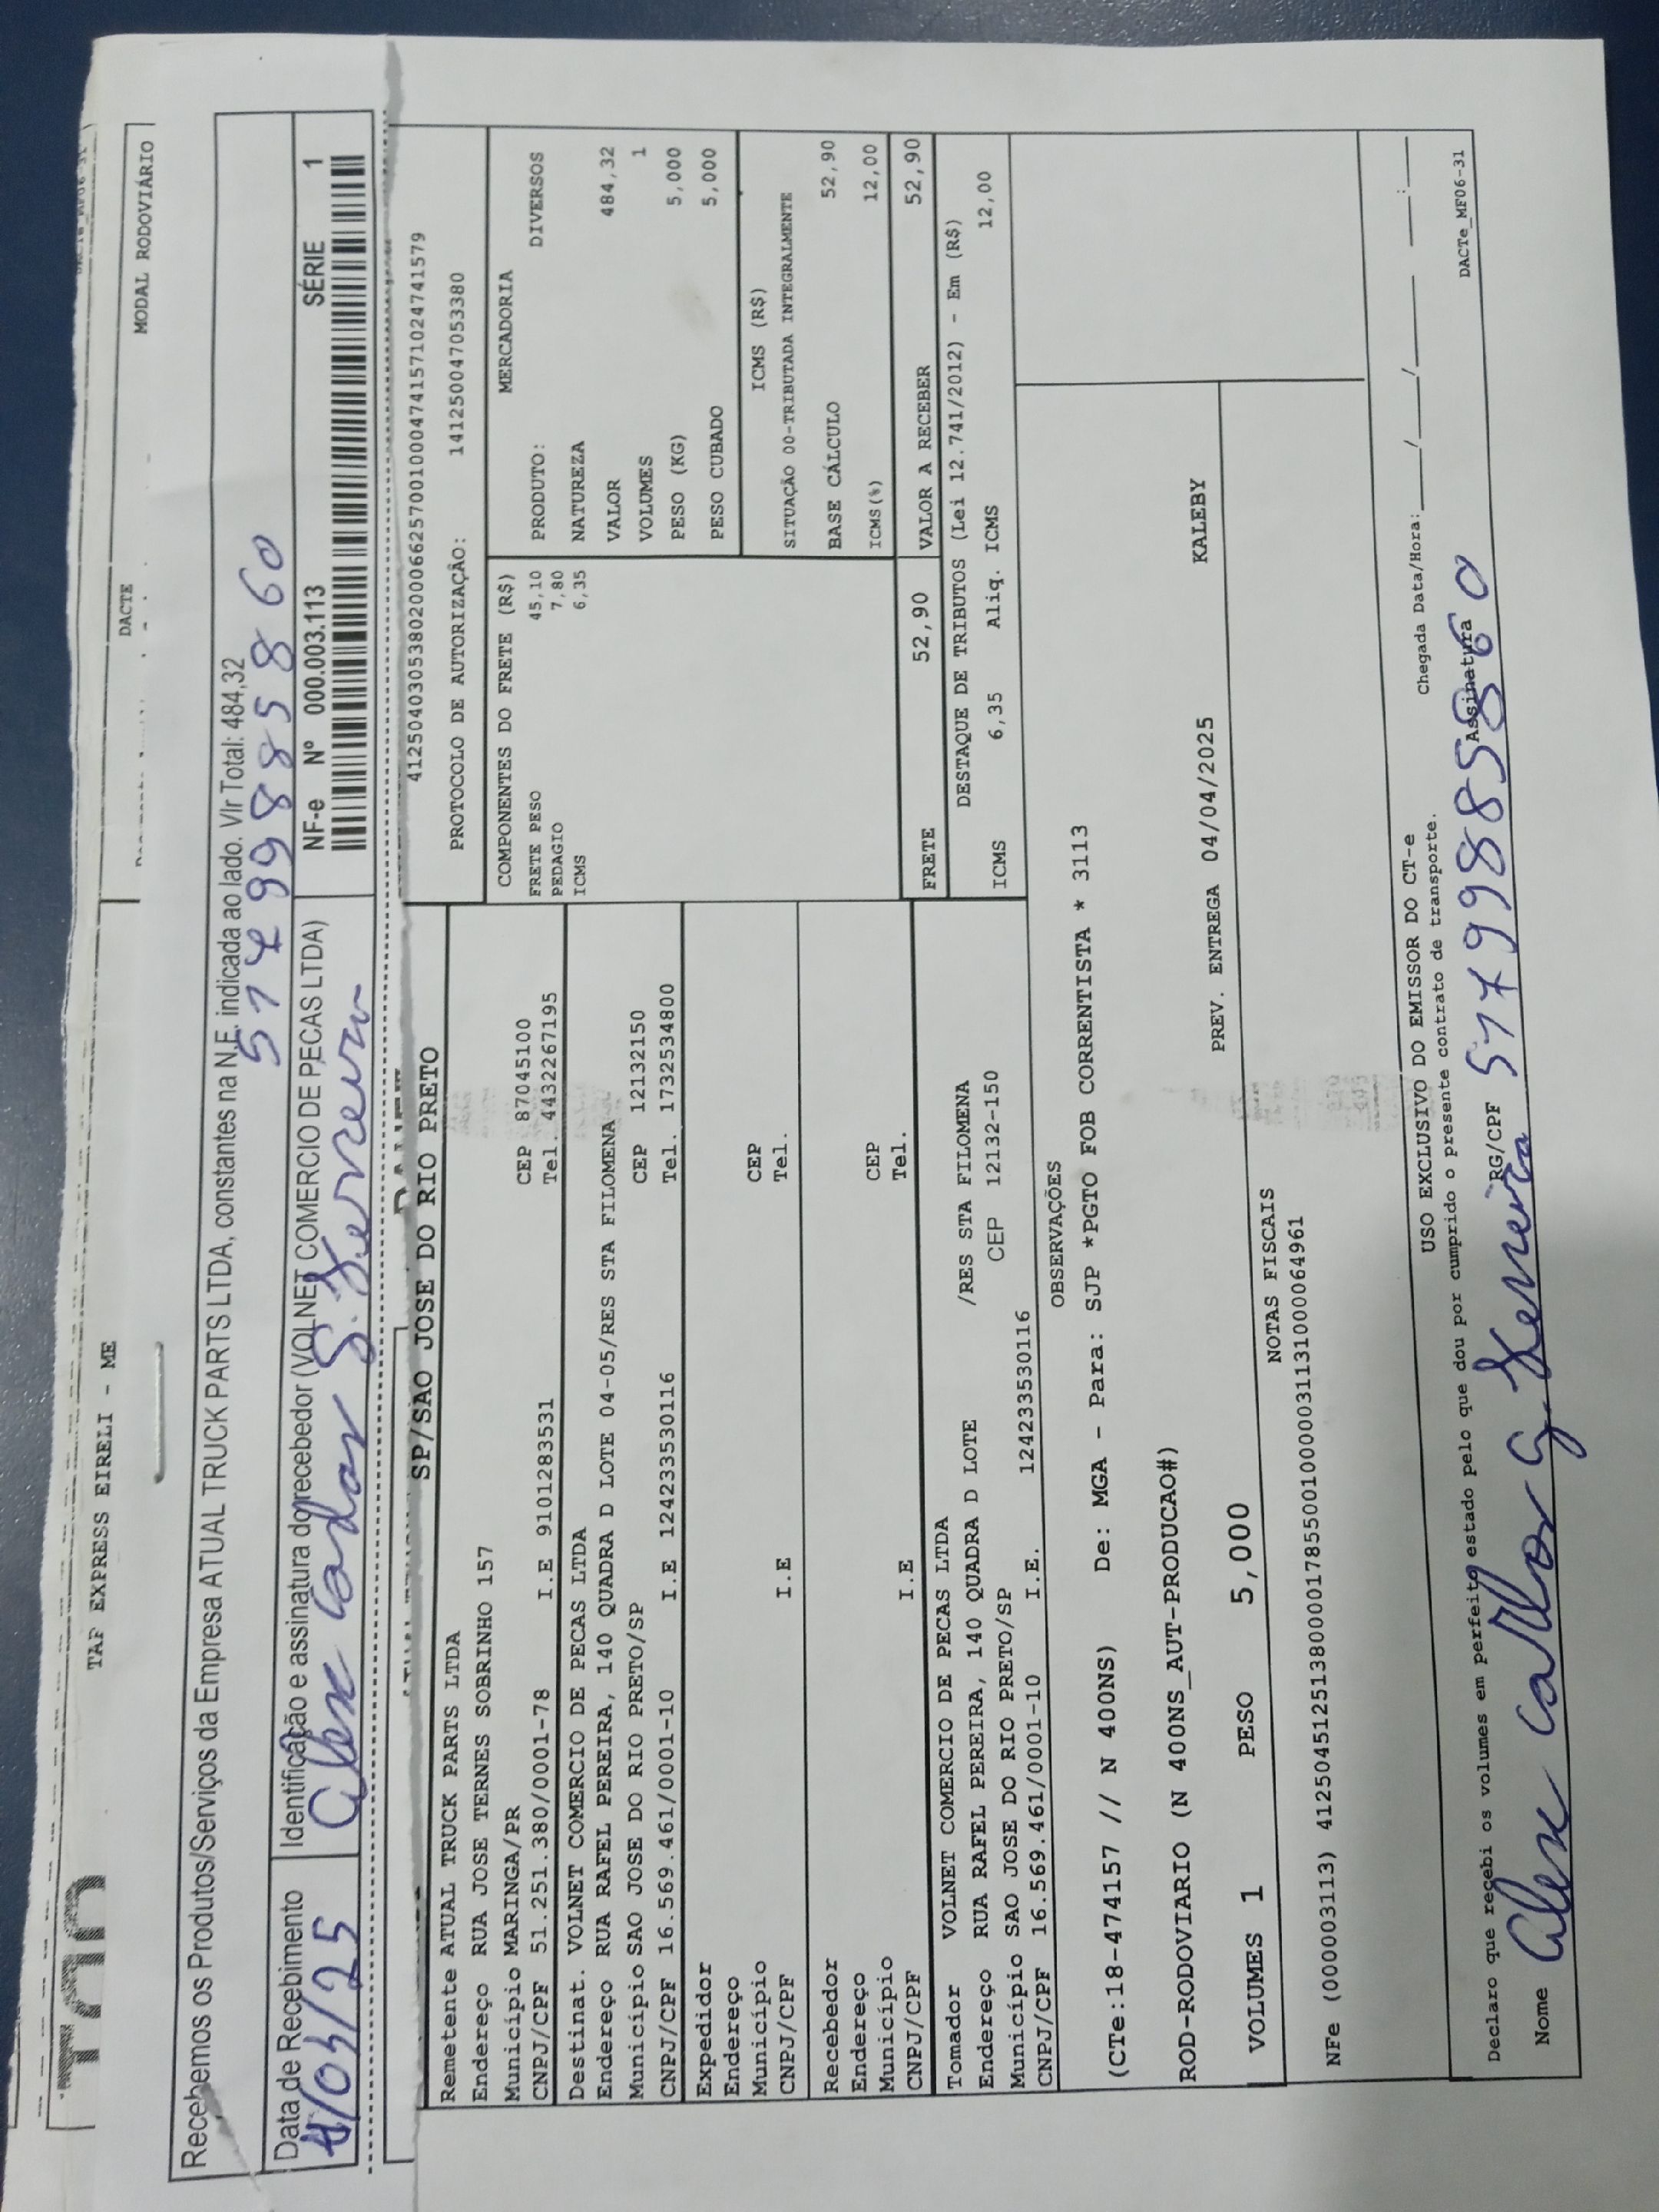 TAP EXPRESS EIRELI - ME
DACTE
MODAL RODOVIÁRIO
Recebemos os Produtos/Serviços da Empresa ATUAL TRUCK PARTS LTDA, constantes na N.F. indicada ao lado. Vlr Total: 484,32
Data de Recebimento
Identificação e assinatura do recebedor (VOLNET COMERCIO DE PECAS LTDA)
NF-e Nº 000.003.113 SÉRIE 1
SP/SAO JOSE DO RIO PRETO
41250403053802000662570010004741571024741579
PROTOCOLO DE AUTORIZAÇÃO: 141250047053380
Remetente ATUAL TRUCK PARTS LTDA
Endereço RUA JOSE TERNES SOBRINHO 157
Município MARINGA/PR CEP 87045100
CNPJ/CPF 51.251.380/0001-78 I.E 9101283531 Tel. 4432267195
Destinat. VOLNET COMERCIO DE PECAS LTDA
Endereço RUA RAFEL PEREIRA, 140 QUADRA D LOTE 04-05/RES STA FILOMENA
Município SAO JOSE DO RIO PRETO/SP CEP 12132150
CNPJ/CPF 16.569.461/0001-10 I.E 124233530116 Tel. 1732534800
Expedidor
Endereço
Município CEP
CNPJ/CPF I.E Tel.
Recebedor
Endereço
Município CEP
CNPJ/CPF I.E Tel.
Tomador VOLNET COMERCIO DE PECAS LTDA
Endereço RUA RAFEL PEREIRA, 140 QUADRA D LOTE /RES STA FILOMENA
Município SAO JOSE DO RIO PRETO/SP CEP 12132-150
CNPJ/CPF 16.569.461/0001-10 I.E. 124233530116
COMPONENTES DO FRETE (R$)
FRETE PESO 45,10
PEDAGIO 7,80
ICMS 6,35
MERCADORIA
PRODUTO: DIVERSOS
NATUREZA
VALOR 484,32
VOLUMES 1
PESO (KG) 5,000
PESO CUBADO 5,000
ICMS (R$)
SITUAÇÃO 00-TRIBUTADA INTEGRALMENTE
BASE CÁLCULO 52,90
ICMS(%) 12,00
FRETE 52,90 VALOR A RECEBER 52,90
DESTAQUE DE TRIBUTOS (Lei 12.741/2012) - Em (R$)
ICMS 6,35 Aliq. ICMS 12,00
OBSERVAÇÕES
(CTe:18-474157 // N 400NS) De: MGA - Para: SJP *PGTO FOB CORRENTISTA * 3113
ROD-RODOVIARIO (N 400NS_AUT-PRODUCAO#)
PREV. ENTREGA 04/04/2025 KALEBY
VOLUMES 1 PESO 5,000
NOTAS FISCAIS
NFe (000003113) 41250451251380000178550010000031131000064961
USO EXCLUSIVO DO EMISSOR DO CT-e
Chegada Data/Hora:____/____/____ ____:____
Declaro que recebi os volumes em perfeito estado pelo que dou por cumprido o presente contrato de transporte.
Nome Alex RG/CPF Assinatura
DACTe_MF06-31